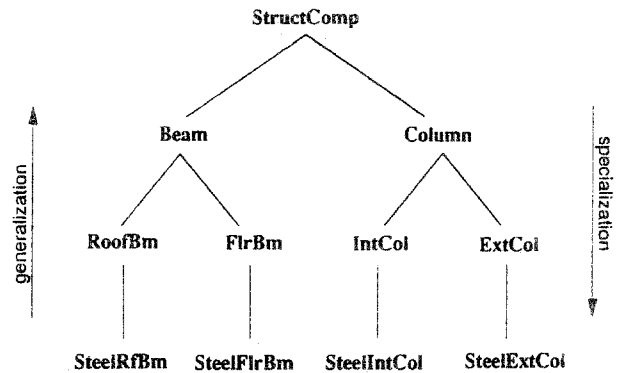 StructComp
Beam
Column
generalization
specialization
RoofBm
FlrBm
IntCol
ExtCol
SteelRfBm
SteelFlrBm
SteelIntCol
SteelExtCol